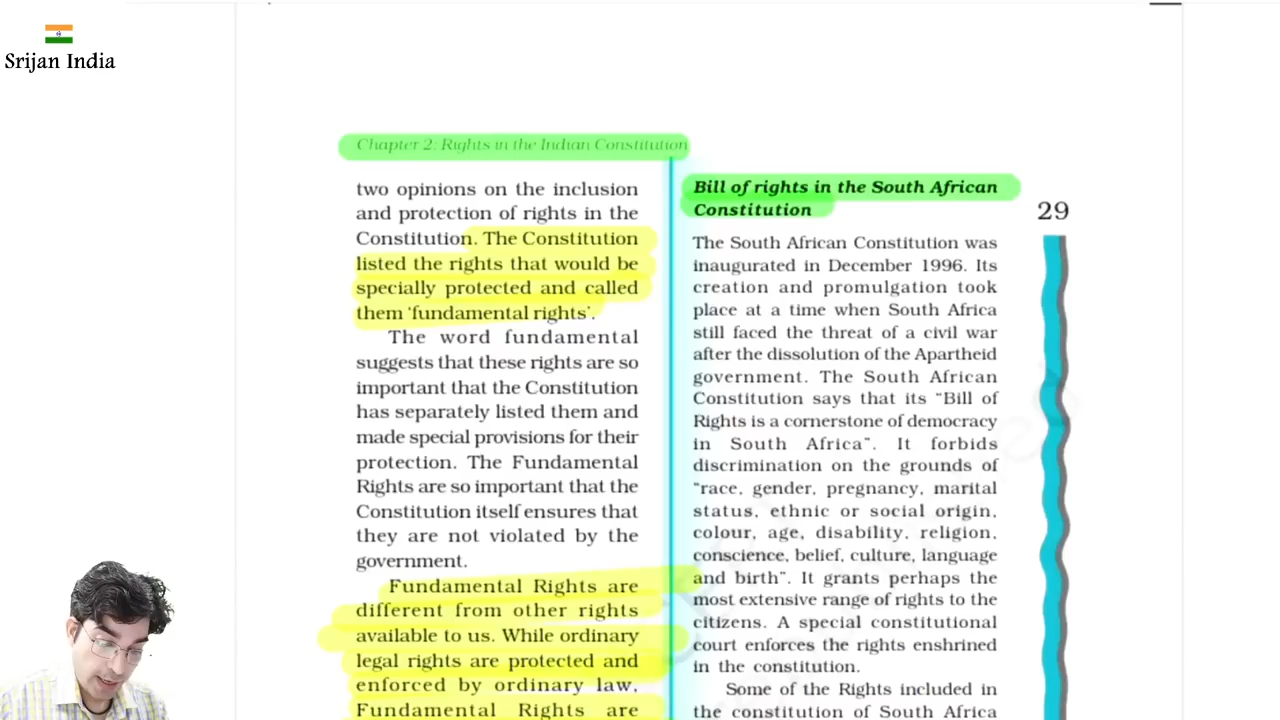 Srijan India
Chapter 2: Rights in the Indian Constitution
two opinions on the inclusion
and protection of rights in the
Constitution. The Constitution
listed the rights that would be
specially protected and called
them ‘fundamental rights’.
The word fundamental
suggests that these rights are so
important that the Constitution
has separately listed them and
made special provisions for their
protection. The Fundamental
Rights are so important that the
Constitution itself ensures that
they are not violated by the
government.
Fundamental Rights are
different from other rights
available to us. While ordinary
legal rights are protected and
enforced by ordinary law,
Fundamental Rights are
Bill of rights in the South African
Constitution
The South African Constitution was
inaugurated in December 1996. Its
creation and promulgation took
place at a time when South Africa
still faced the threat of a civil war
after the dissolution of the Apartheid
government. The South African
Constitution says that its “Bill of
Rights is a cornerstone of democracy
in South Africa”. It forbids
discrimination on the grounds of
“race, gender, pregnancy, marital
status, ethnic or social origin,
colour, age, disability, religion,
conscience, belief, culture, language
and birth”. It grants perhaps the
most extensive range of rights to the
citizens. A special constitutional
court enforces the rights enshrined
in the constitution.
Some of the Rights included in
the constitution of South Africa
29